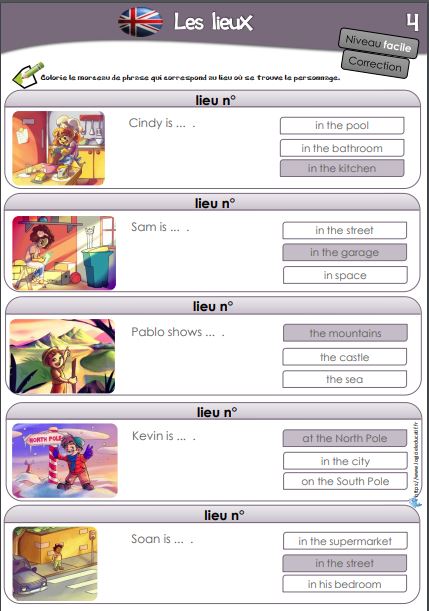 Les lieux
4
Niveau facile
Correction
Colorie le morceau de phrase qui correspond au lieu où se trouve le personnage.
lieu n°
Cindy is ... .
in the pool
in the bathroom
in the kitchen
lieu n°
Sam is ... .
in the street
in the garage
in space
lieu n°
Pablo shows ... .
the mountains
the castle
the sea
lieu n°
Kevin is ... .
NORTH POLE
at the North Pole
in the city
on the South Pole
lieu n°
Soan is ... .
in the supermarket
in the street
in his bedroom